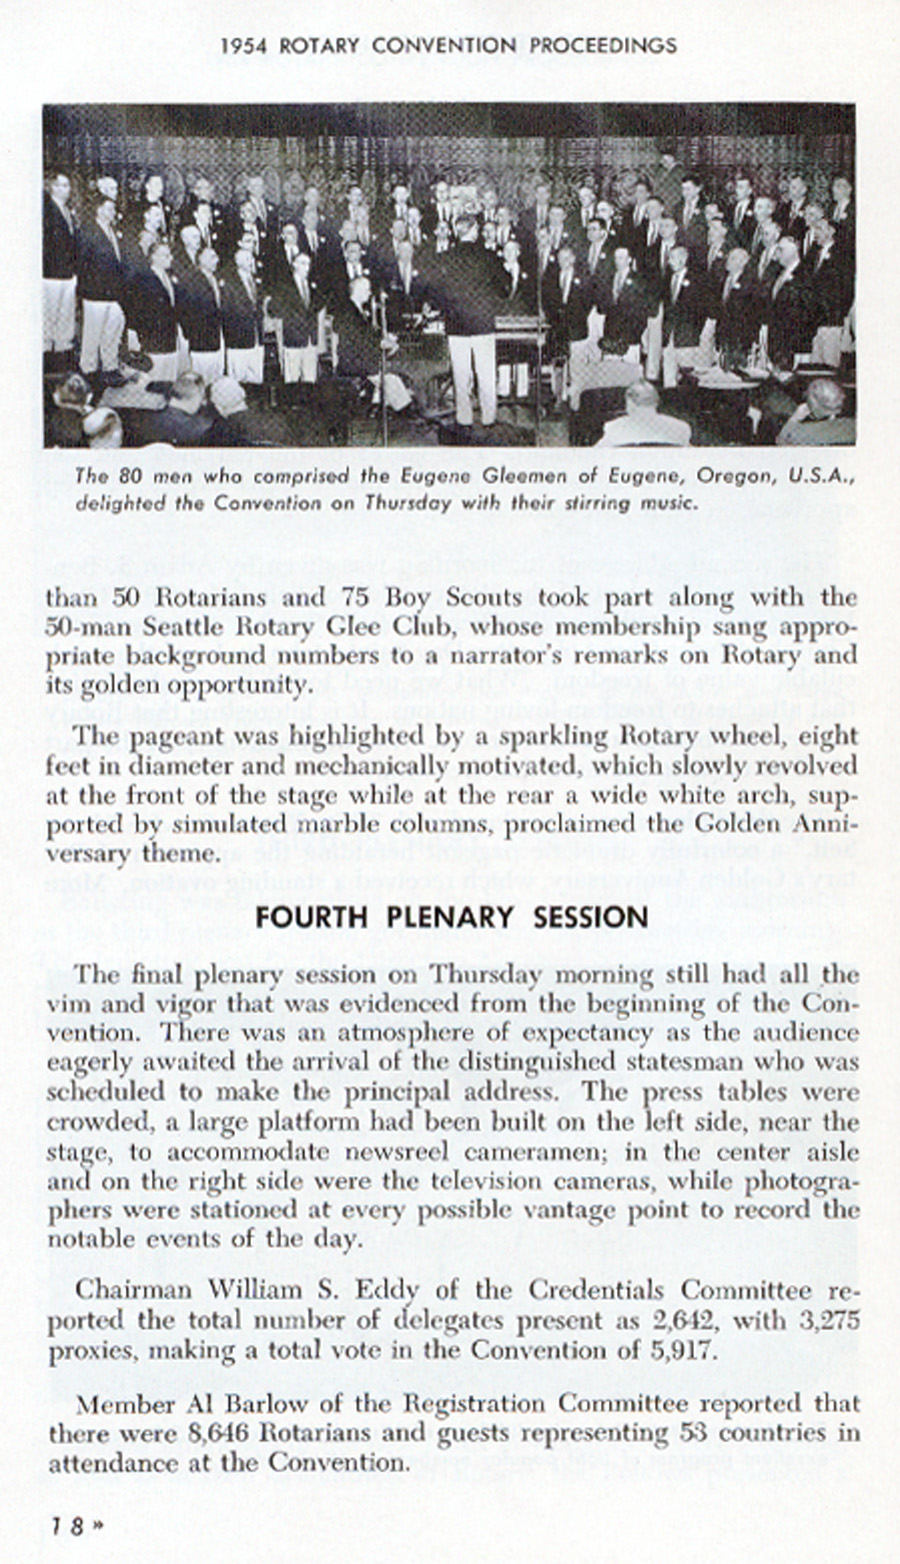 1954 ROTARY CONVENTION PROCEEDINGS
The 80 men who comprised the Eugene Gleemen of Eugene, Oregon, U.S.A.,
delighted the Convention on Thursday with their stirring music.
than 50 Rotarians and 75 Boy Scouts took part along with the
50-man Seattle Rotary Glee Club, whose membership sang appro-
priate background numbers to a narrator's remarks on Rotary and
its golden opportunity.
The pageant was highlighted by a sparkling Rotary wheel, eight
feet in diameter and mechanically motivated, which slowly revolved
at the front of the stage while at the rear a wide white arch, sup-
ported by simulated marble columns, proclaimed the Golden Anni-
versary theme.
FOURTH PLENARY SESSION
The final plenary session on Thursday morning still had all the
vim and vigor that was evidenced from the beginning of the Con-
vention. There was an atmosphere of expectancy as the audience
eagerly awaited the arrival of the distinguished statesman who was
scheduled to make the principal address. The press tables were
crowded, a large platform had been built on the left side, near the
stage, to accommodate newsreel cameramen; in the center aisle
and on the right side were the television cameras, while photogra-
phers were stationed at every possible vantage point to record the
notable events of the day.
Chairman William S. Eddy of the Credentials Committee re-
ported the total number of delegates present as 2,642, with 3,275
proxies, making a total vote in the Convention of 5,917.
Member Al Barlow of the Registration Committee reported that
there were 8,646 Rotarians and guests representing 53 countries in
attendance at the Convention.
18»